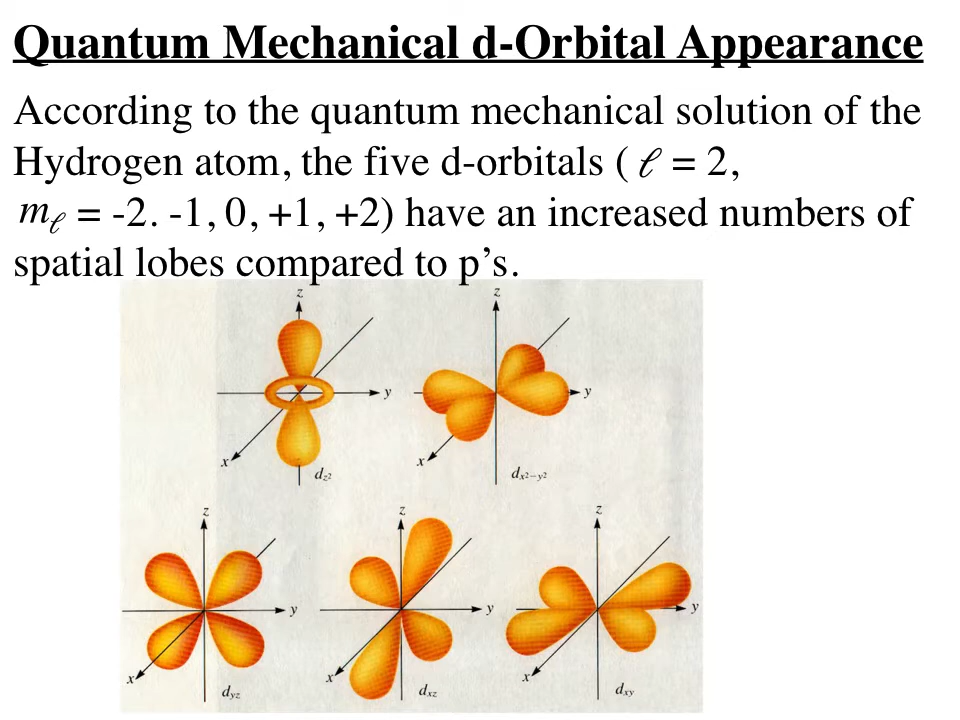 Quantum Mechanical d-Orbital Appearance
According to the quantum mechanical solution of the
Hydrogen atom, the five d-orbitals ( ℓ = 2,
mℓ = -2. -1, 0, +1, +2) have an increased numbers of
spatial lobes compared to p’s.
z z
y y
x x
dz² dx²−y²
z z z
y y y
x x x
dyz dxz dxy